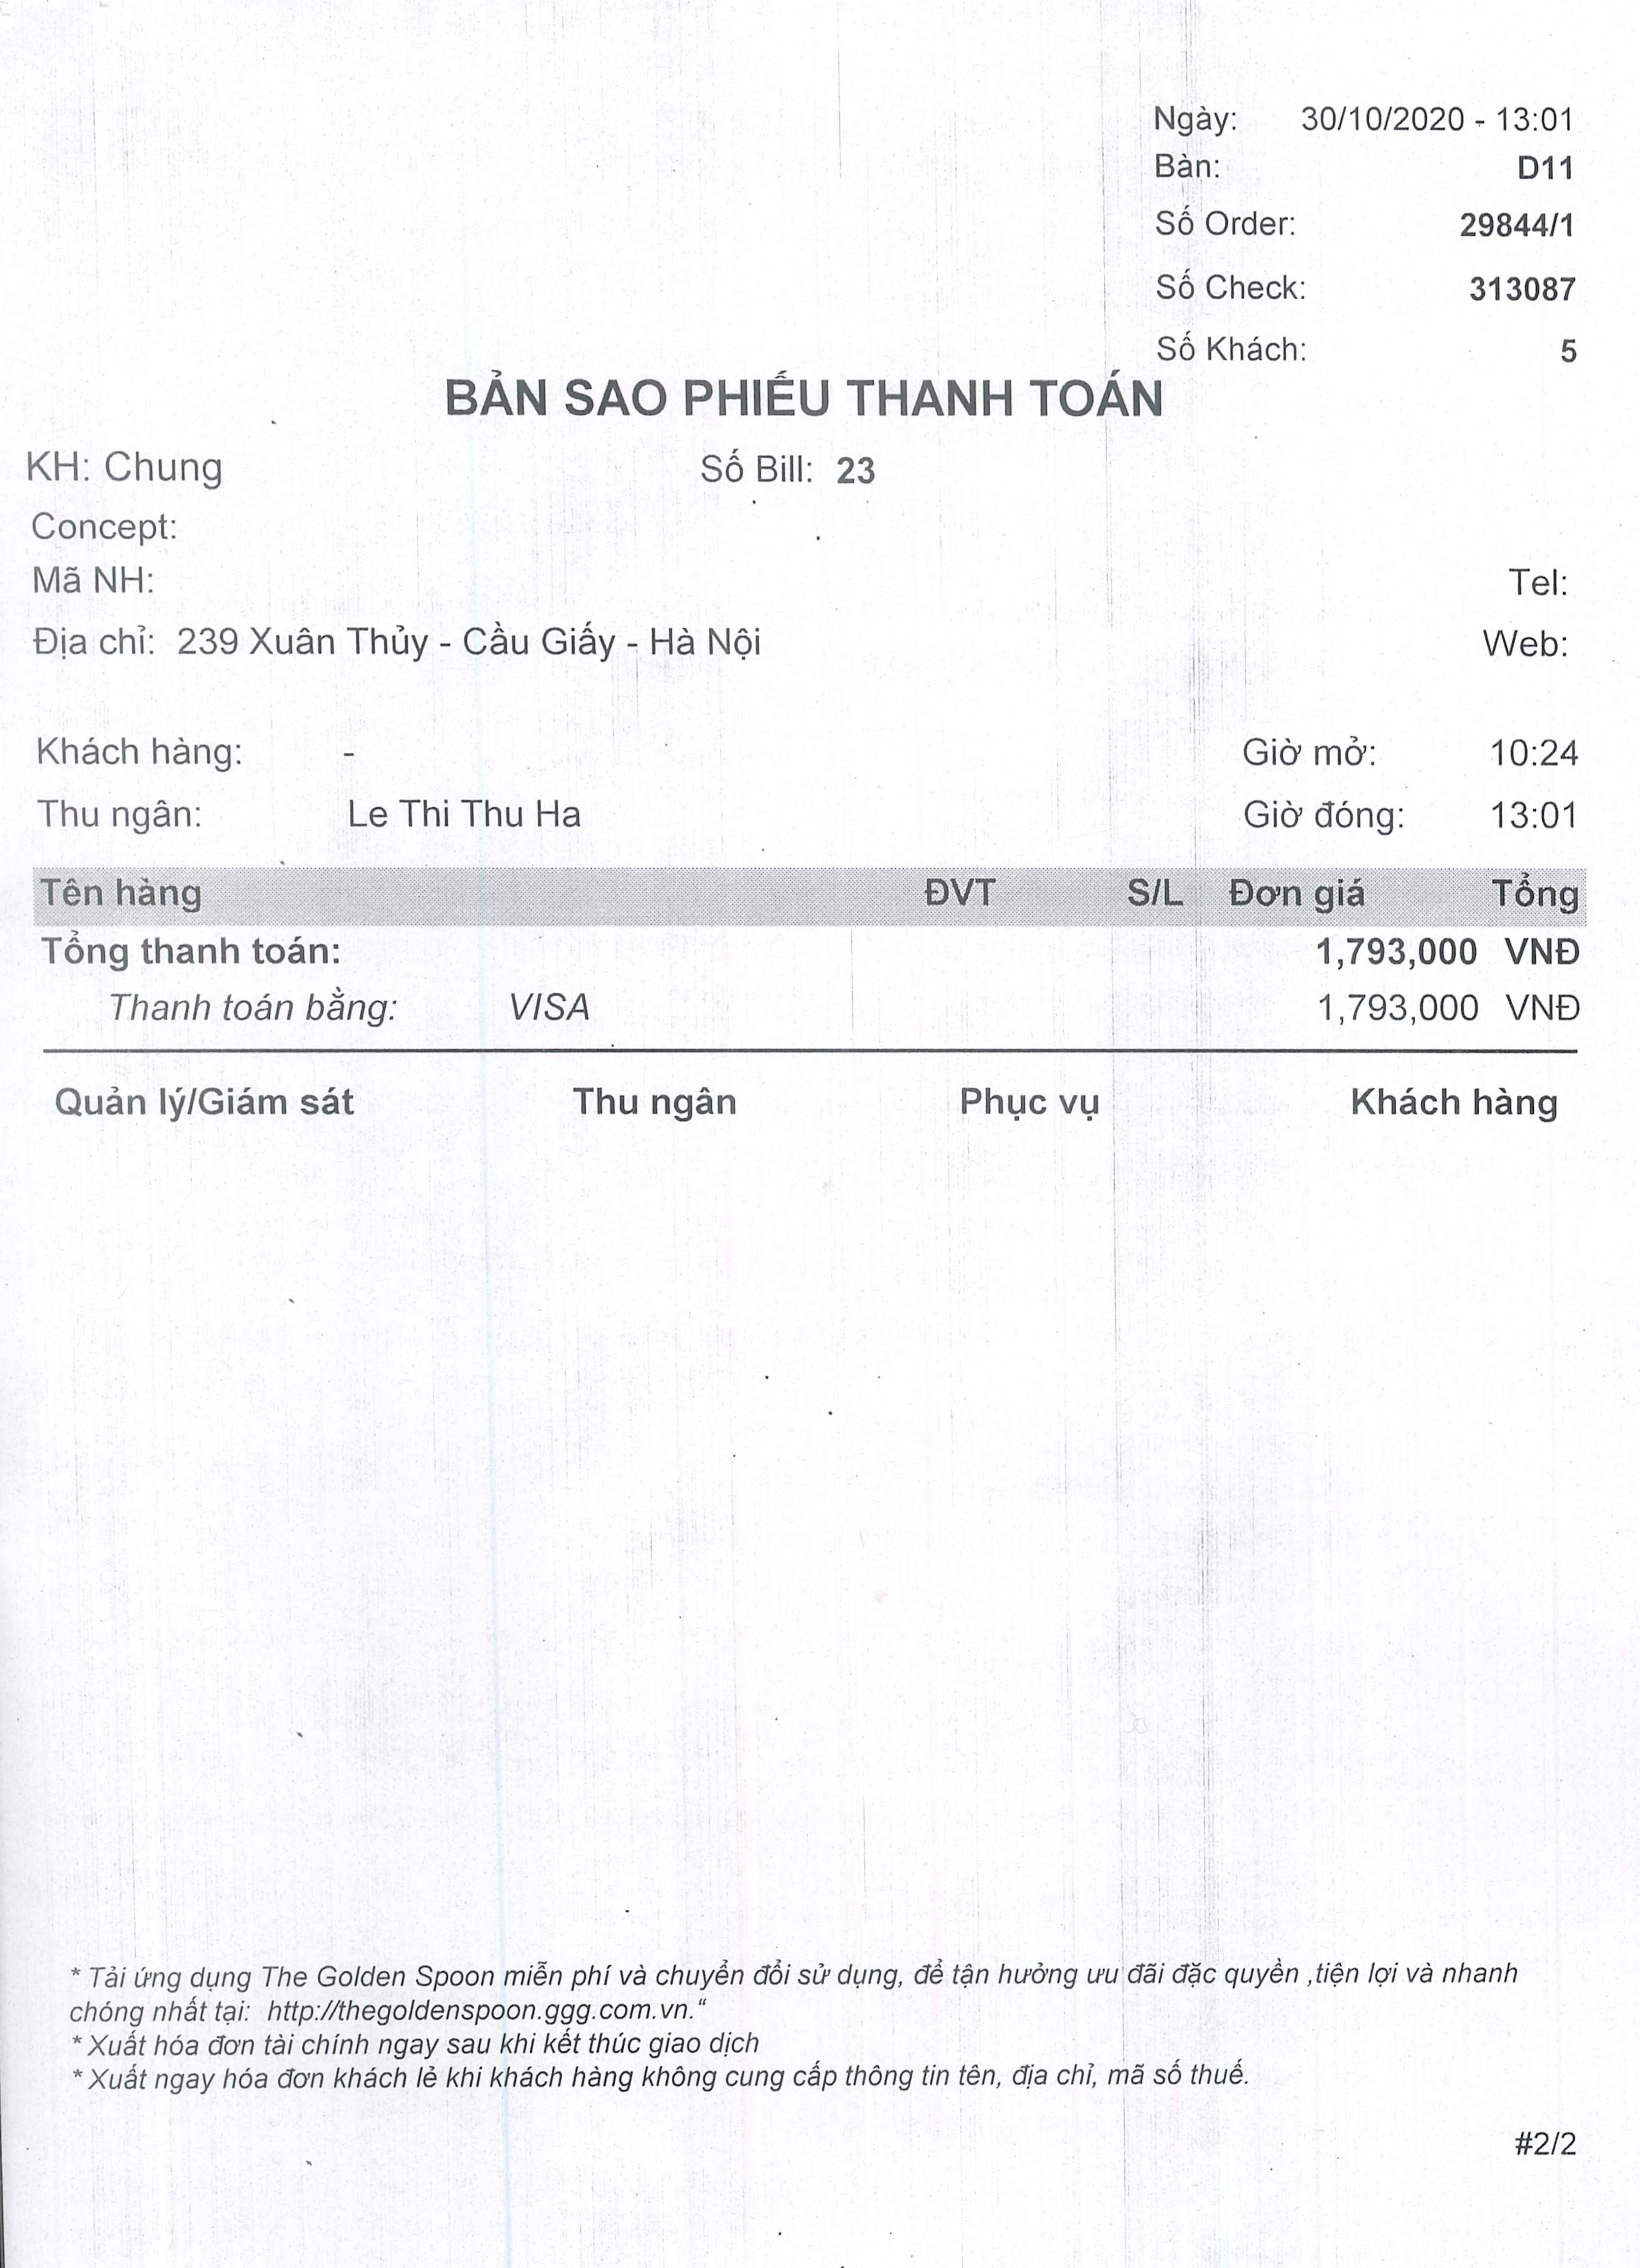 Ngày: 30/10/2020 - 13:01
Bàn: D11
Số Order: 29844/1
Số Check: 313087
Số Khách: 5
BẢN SAO PHIẾU THANH TOÁN
KH: Chung Số Bill: 23
Concept:
Mã NH: Tel:
Địa chỉ: 239 Xuân Thủy - Cầu Giấy - Hà Nội Web:
Khách hàng: - Giờ mở: 10:24
Thu ngân: Le Thi Thu Ha Giờ đóng: 13:01
Tên hàng ĐVT S/L Đơn giá Tổng
Tổng thanh toán: 1,793,000 VNĐ
Thanh toán bằng: VISA 1,793,000 VNĐ
Quản lý/Giám sát Thu ngân Phục vụ Khách hàng
* Tải ứng dụng The Golden Spoon miễn phí và chuyển đổi sử dụng, để tận hưởng ưu đãi đặc quyền ,tiện lợi và nhanh
chóng nhất tại: http://thegoldenspoon.ggg.com.vn.“
* Xuất hóa đơn tài chính ngay sau khi kết thúc giao dịch
* Xuất ngay hóa đơn khách lẻ khi khách hàng không cung cấp thông tin tên, địa chỉ, mã số thuế.
#2/2